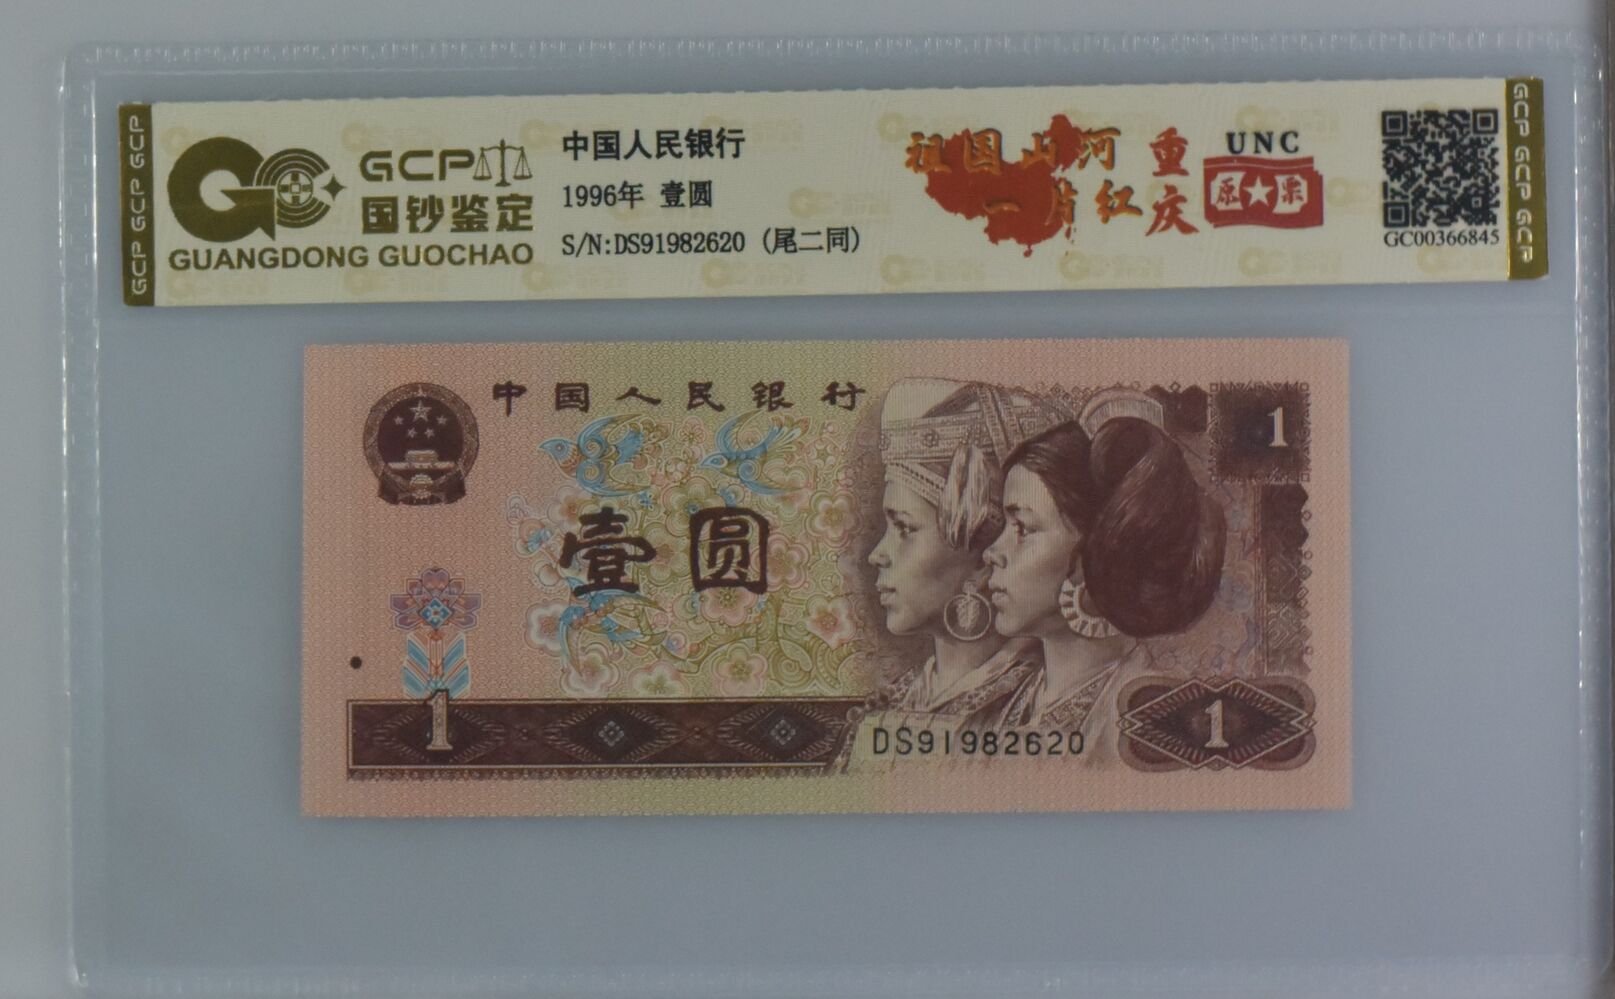 GCP GCP GCP
GCP
国钞鉴定
GUANGDONG GUOCHAO
中国人民银行
1996年 壹圆
S/N:DS91982620 (尾二同)
祖国山河
一片红
重庆
UNC
原★票
GC00366845
GCP GCP GCP
中国人民银行
1
壹圆
1
DS91982620
1